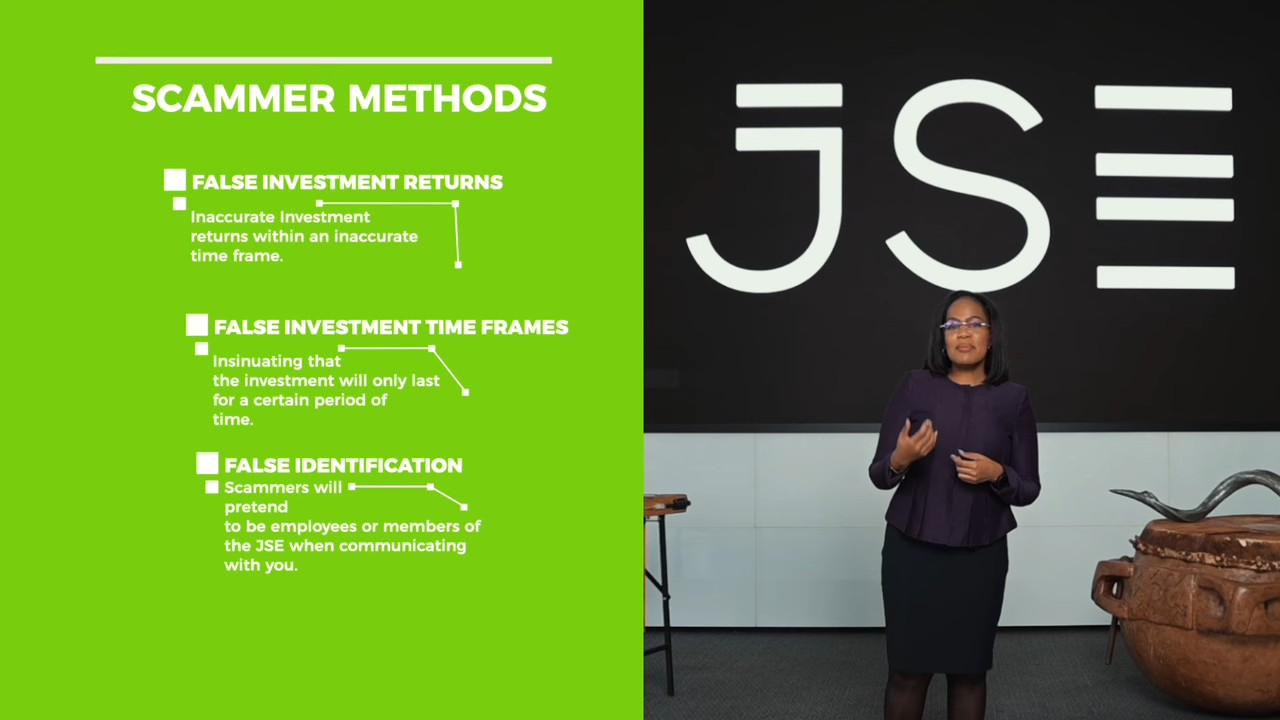 SCAMMER METHODS
FALSE INVESTMENT RETURNS
Inaccurate Investment
returns within an inaccurate
time frame.
FALSE INVESTMENT TIME FRAMES
Insinuating that
the investment will only last
for a certain period of
time.
FALSE IDENTIFICATION
Scammers will
pretend
to be employees or members of
the JSE when communicating
with you.
JSE